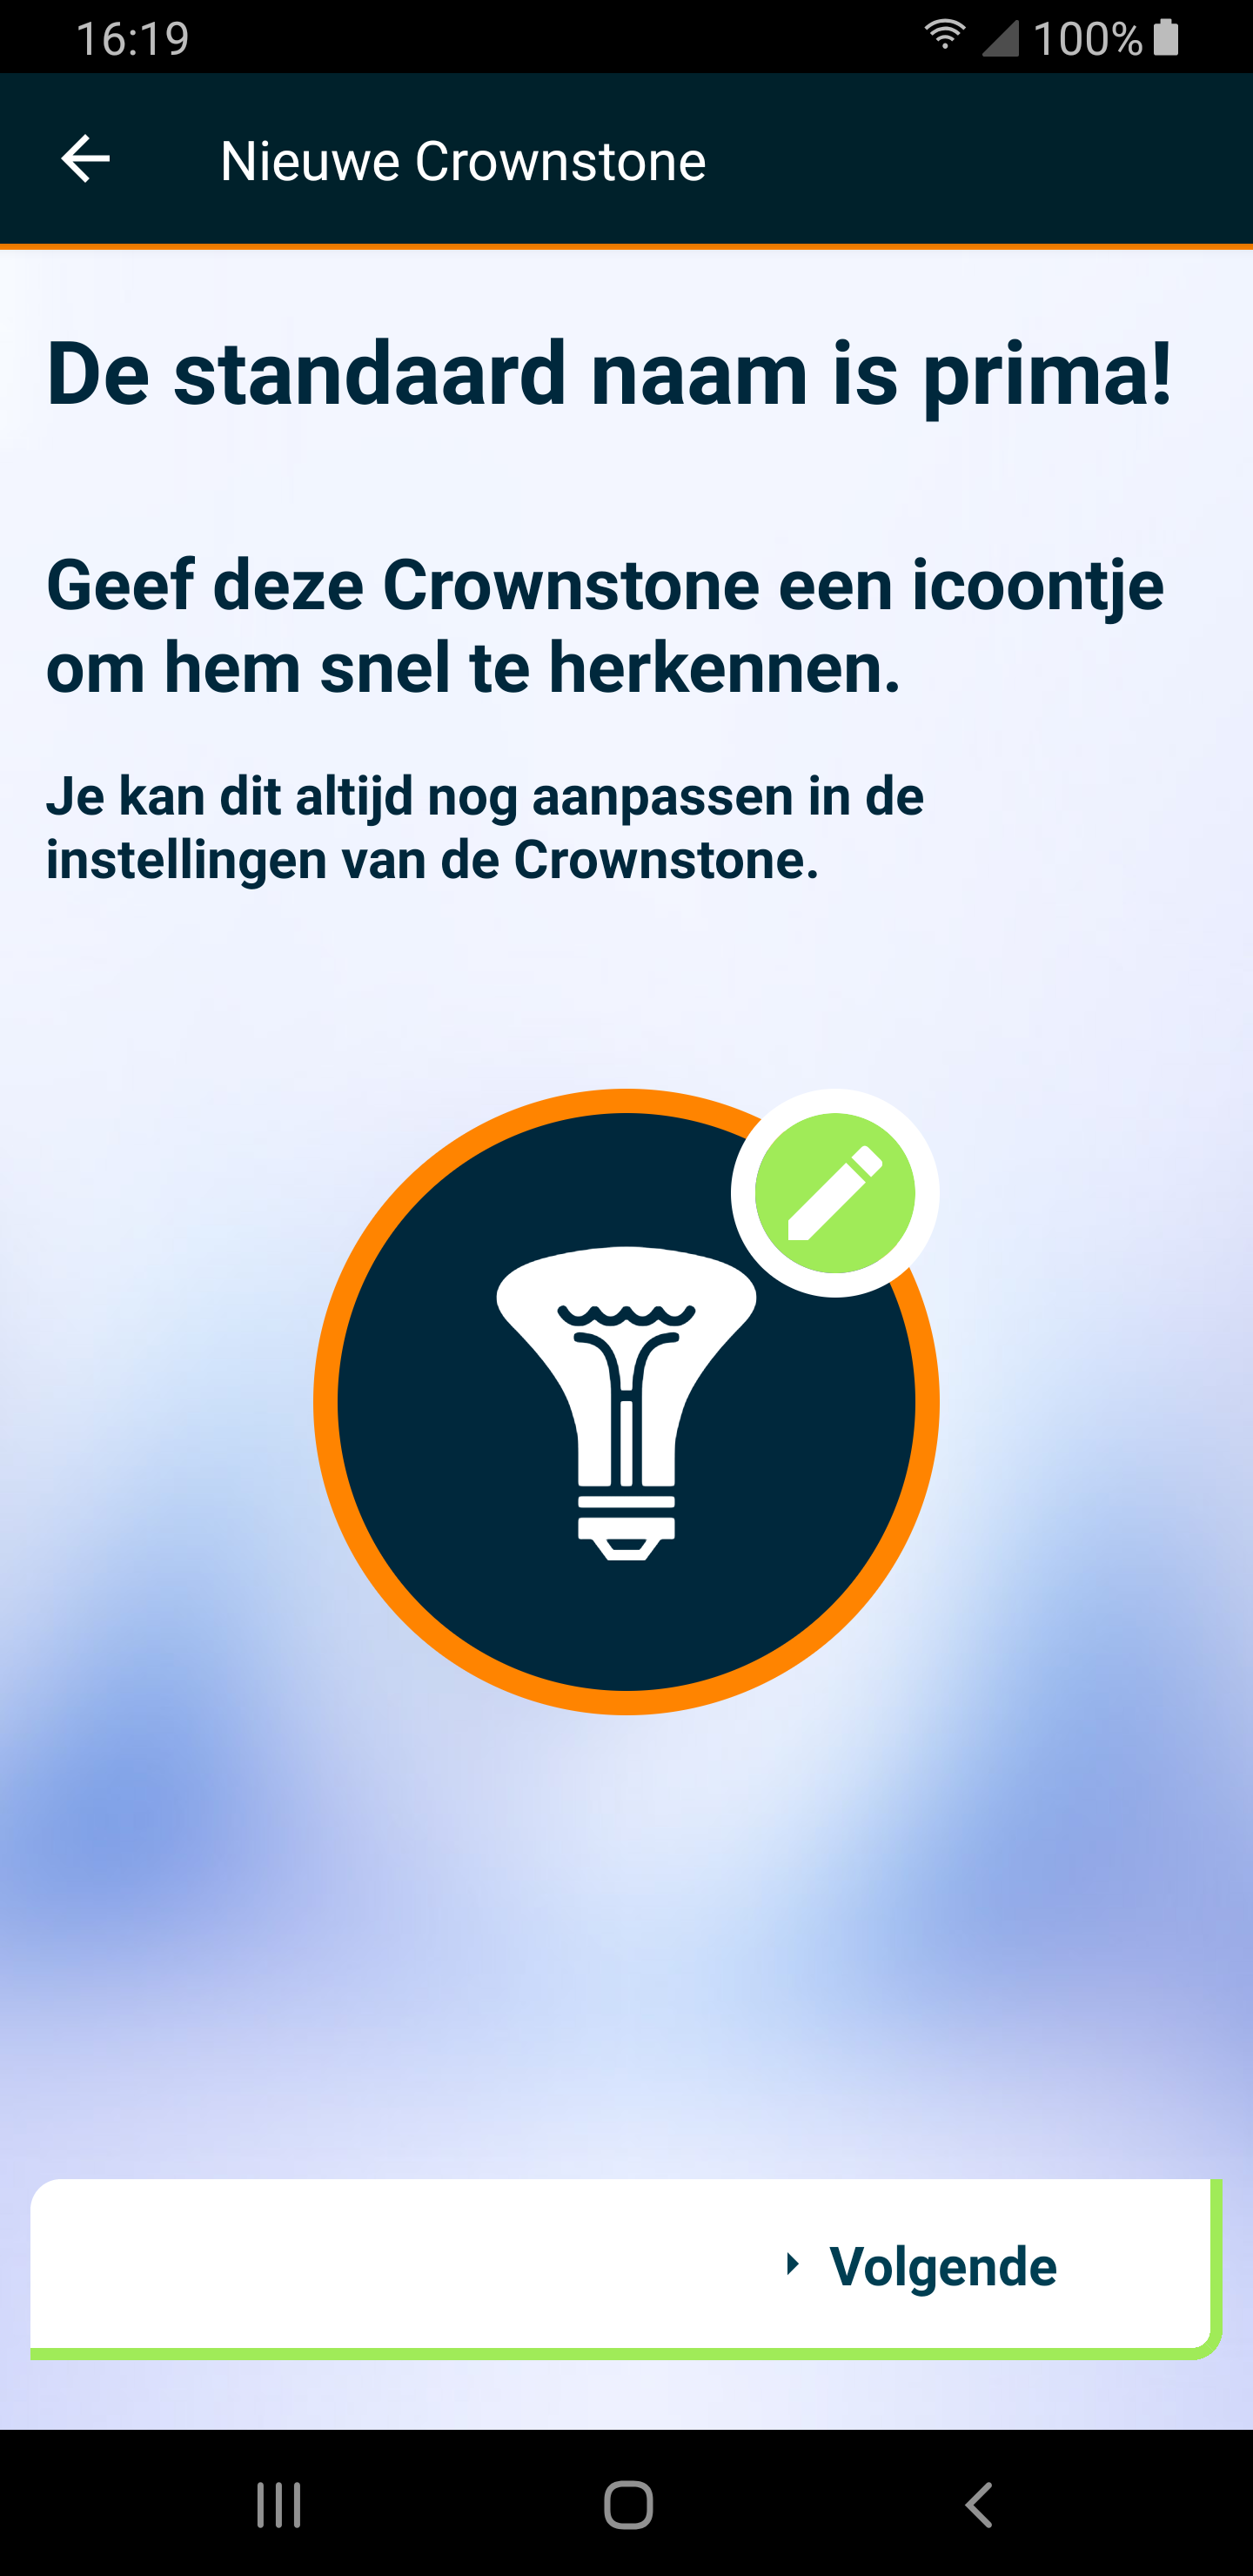 16:19
100%
Nieuwe Crownstone
De standaard naam is prima!
Geef deze Crownstone een icoontje
om hem snel te herkennen.
Je kan dit altijd nog aanpassen in de
instellingen van de Crownstone.
Volgende